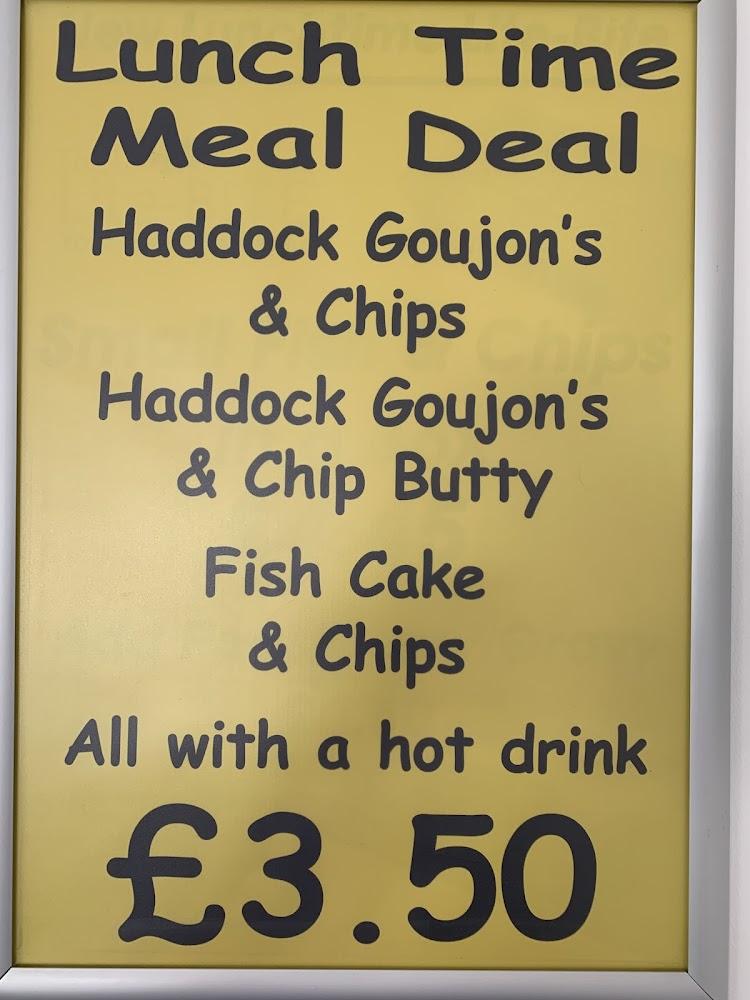 Lunch Time
Meal Deal
Haddock Goujon's
& Chips
Haddock Goujon's
& Chip Butty
Fish Cake
& Chips
All with a hot drink
£3.50